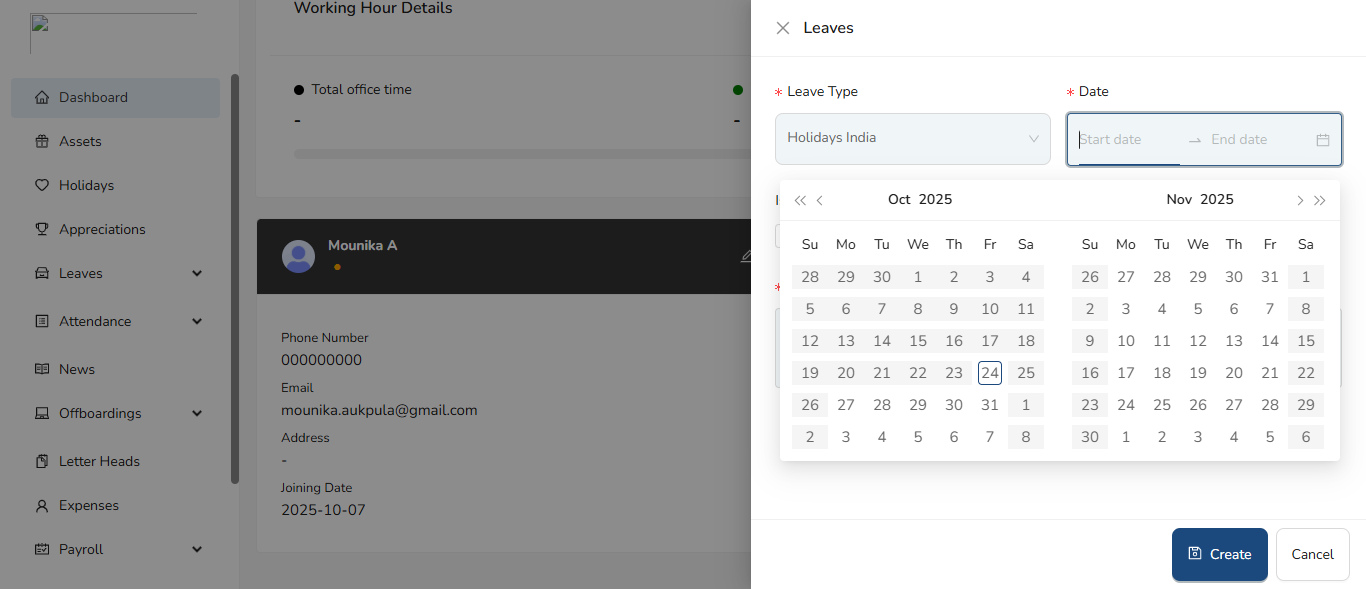 Working Hour Details
Total office time
-
-
Dashboard
Assets
Holidays
Appreciations
Leaves
Attendance
News
Offboardings
Letter Heads
Expenses
Payroll
Mounika A
Phone Number
000000000
Email
mounika.aukpula@gmail.com
Address
-
Joining Date
2025-10-07
Leaves
* Leave Type
* Date
Holidays India
Start date
End date
Oct 2025
Nov 2025
Su Mo Tu We Th Fr Sa Su Mo Tu We Th Fr Sa
28 29 30 1 2 3 4 26 27 28 29 30 31 1
5 6 7 8 9 10 11 2 3 4 5 6 7 8
12 13 14 15 16 17 18 9 10 11 12 13 14 15
19 20 21 22 23 24 25 16 17 18 19 20 21 22
26 27 28 29 30 31 1 23 24 25 26 27 28 29
2 3 4 5 6 7 8 30 1 2 3 4 5 6
*
Create
Cancel